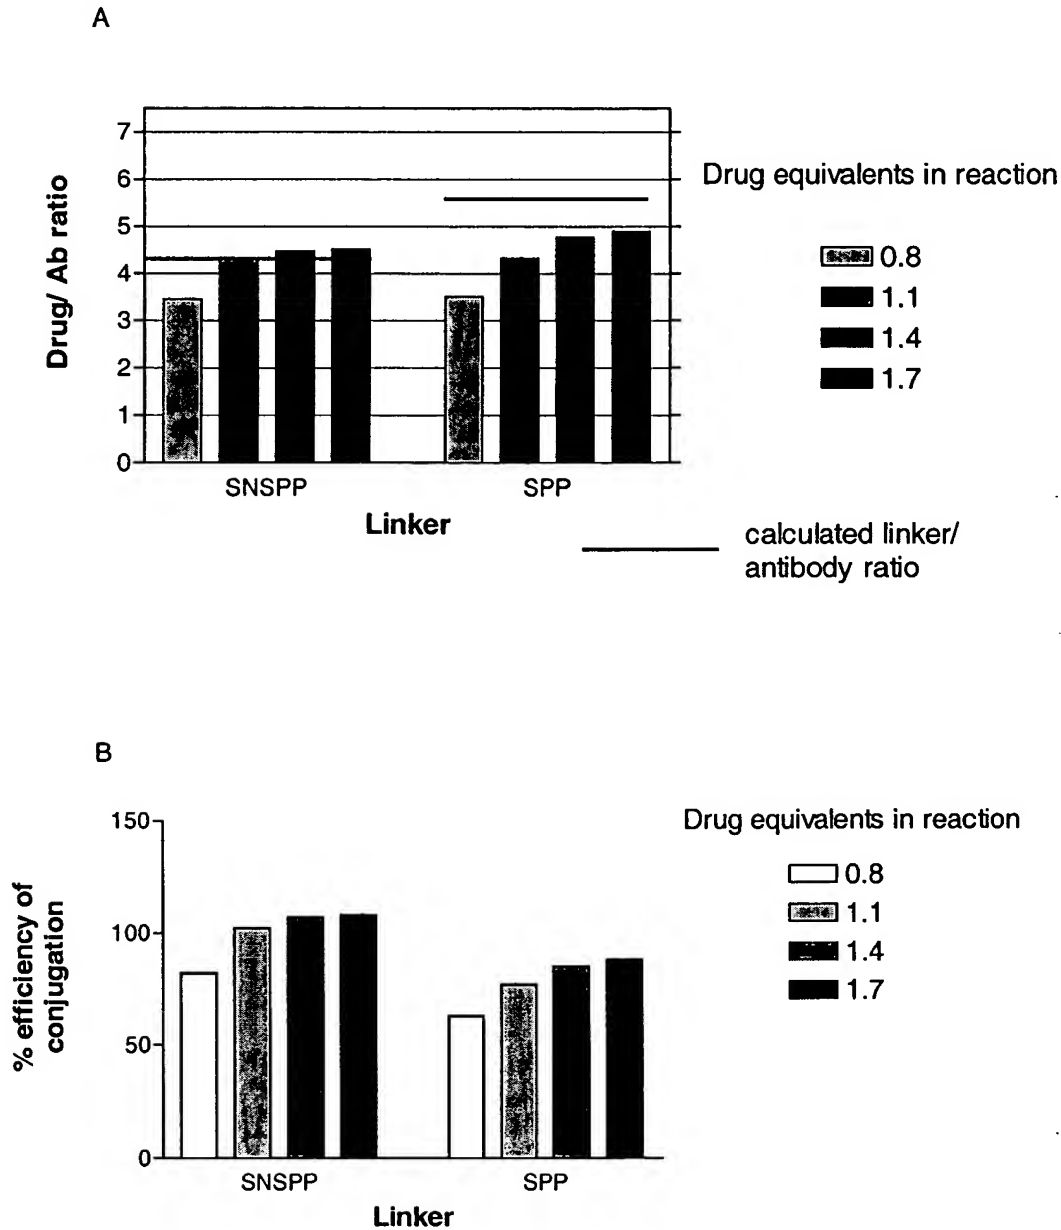 A
Drug/ Ab ratio
7
6
5
4
3
2
1
0
SNSPP
SPP
Linker
Drug equivalents in reaction
0.8
1.1
1.4
1.7
calculated linker/
antibody ratio
B
% efficiency of
conjugation
150
100
50
0
SNSPP
SPP
Linker
Drug equivalents in reaction
0.8
1.1
1.4
1.7